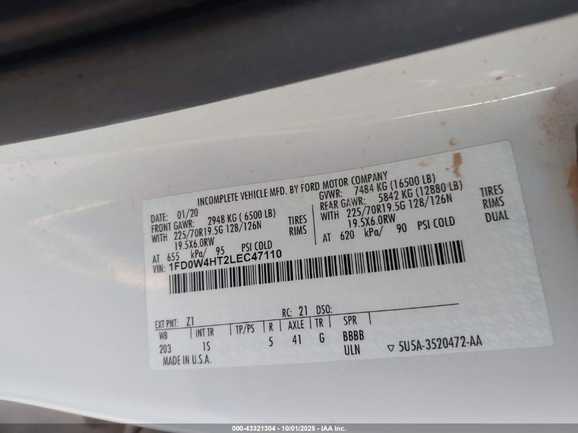 INCOMPLETE VEHICLE MFD. BY FORD MOTOR COMPANY
DATE: 01/20 GVWR: 7484 KG (16500 LB)
FRONT GAWR: 2948 KG (6500 LB) REAR GAWR: 5842 KG (12880 LB)
WITH 225/70R19.5G 128/126N TIRES WITH 225/70R19.5G 128/126N TIRES
19.5X6.0RW RIMS 19.5X6.0RW RIMS
AT 655 kPa/ 95 PSI COLD AT 620 kPa/ 90 PSI COLD DUAL
VIN: 1FD0W4HT2LEC47110
EXT PNT: Z1 RC: 21 DSO:
WB INT TR TP/PS R AXLE TR SPR
203 IS 5 41 G BBBB
MADE IN U.S.A. ULN ▽ 5U5A-3520472-AA
000-43321304 - 10/01/2025 - IAA Inc.